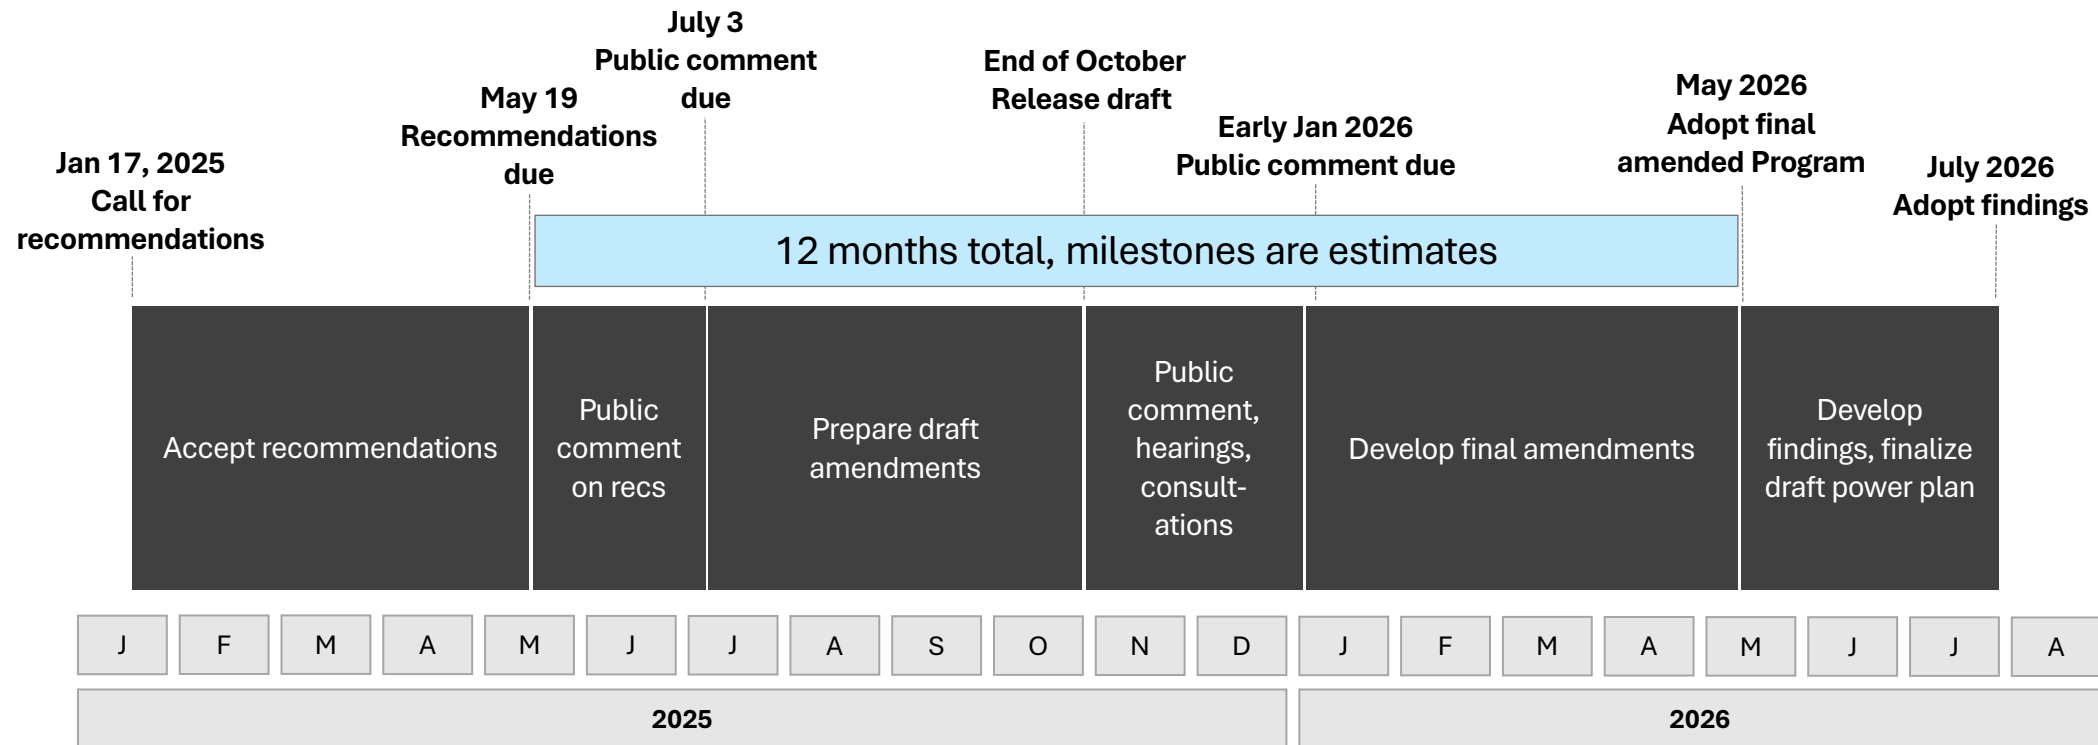 Jan 17, 2025
Call for
recommendations
May 19
Recommendations
due
July 3
Public comment
due
End of October
Release draft
Early Jan 2026
Public comment due
May 2026
Adopt final
amended Program
July 2026
Adopt findings
12 months total, milestones are estimates
Accept recommendations
Public
comment
on recs
Prepare draft
amendments
Public
comment,
hearings,
consult-
ations
Develop final amendments
Develop
findings, finalize
draft power plan
J F M A M J J A S O N D J F M A M J J A
2025 2026